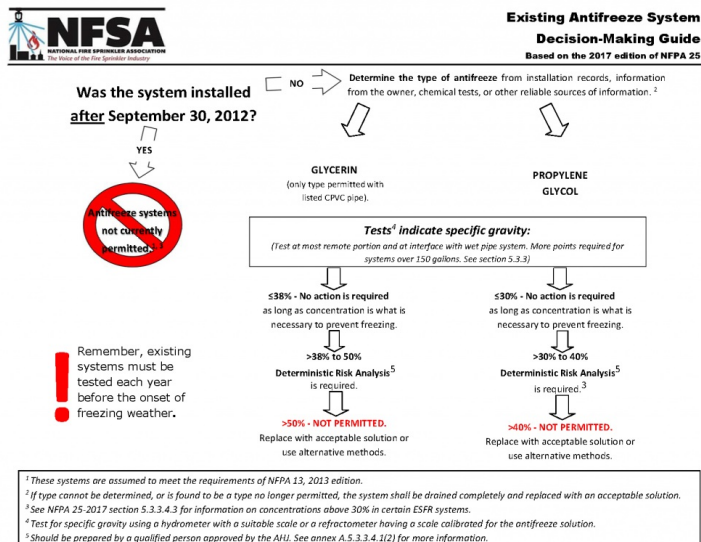 NFSA
NATIONAL FIRE SPRINKLER ASSOCIATION
The Voice of the Fire Sprinkler Industry
Existing Antifreeze System
Decision-Making Guide
Based on the 2017 edition of NFPA 25
Was the system installed
after September 30, 2012?
NO
Determine the type of antifreeze from installation records, information
from the owner, chemical tests, or other reliable sources of information. 2
YES
Antifreeze systems
not currently
permitted. 1
GLYCERIN
(only type permitted with
listed CPVC pipe).
PROPYLENE
GLYCOL
Tests4 indicate specific gravity:
(Test at most remote portion and at interface with wet pipe system. More points required for
systems over 150 gallons. See section 5.3.3)
≤38% - No action is required
as long as concentration is what is
necessary to prevent freezing.
≤30% - No action is required
as long as concentration is what is
necessary to prevent freezing.
>38% to 50%
Deterministic Risk Analysis5
is required.
>30% to 40%
Deterministic Risk Analysis5
is required.3
>50% - NOT PERMITTED.
Replace with acceptable solution or
use alternative methods.
>40% - NOT PERMITTED.
Replace with acceptable solution or
use alternative methods.
! Remember, existing
systems must be
tested each year
before the onset of
freezing weather.
1 These systems are assumed to meet the requirements of NFPA 13, 2013 edition.
2 If type cannot be determined, or is found to be a type no longer permitted, the system shall be drained completely and replaced with an acceptable solution.
3 See NFPA 25-2017 section 5.3.3.4.3 for information on concentrations above 30% in certain ESFR systems.
4 Test for specific gravity using a hydrometer with a suitable scale or a refractometer having a scale calibrated for the antifreeze solution.
5 Should be prepared by a qualified person approved by the AHJ. See annex A.5.3.3.4.1(2) for more information.